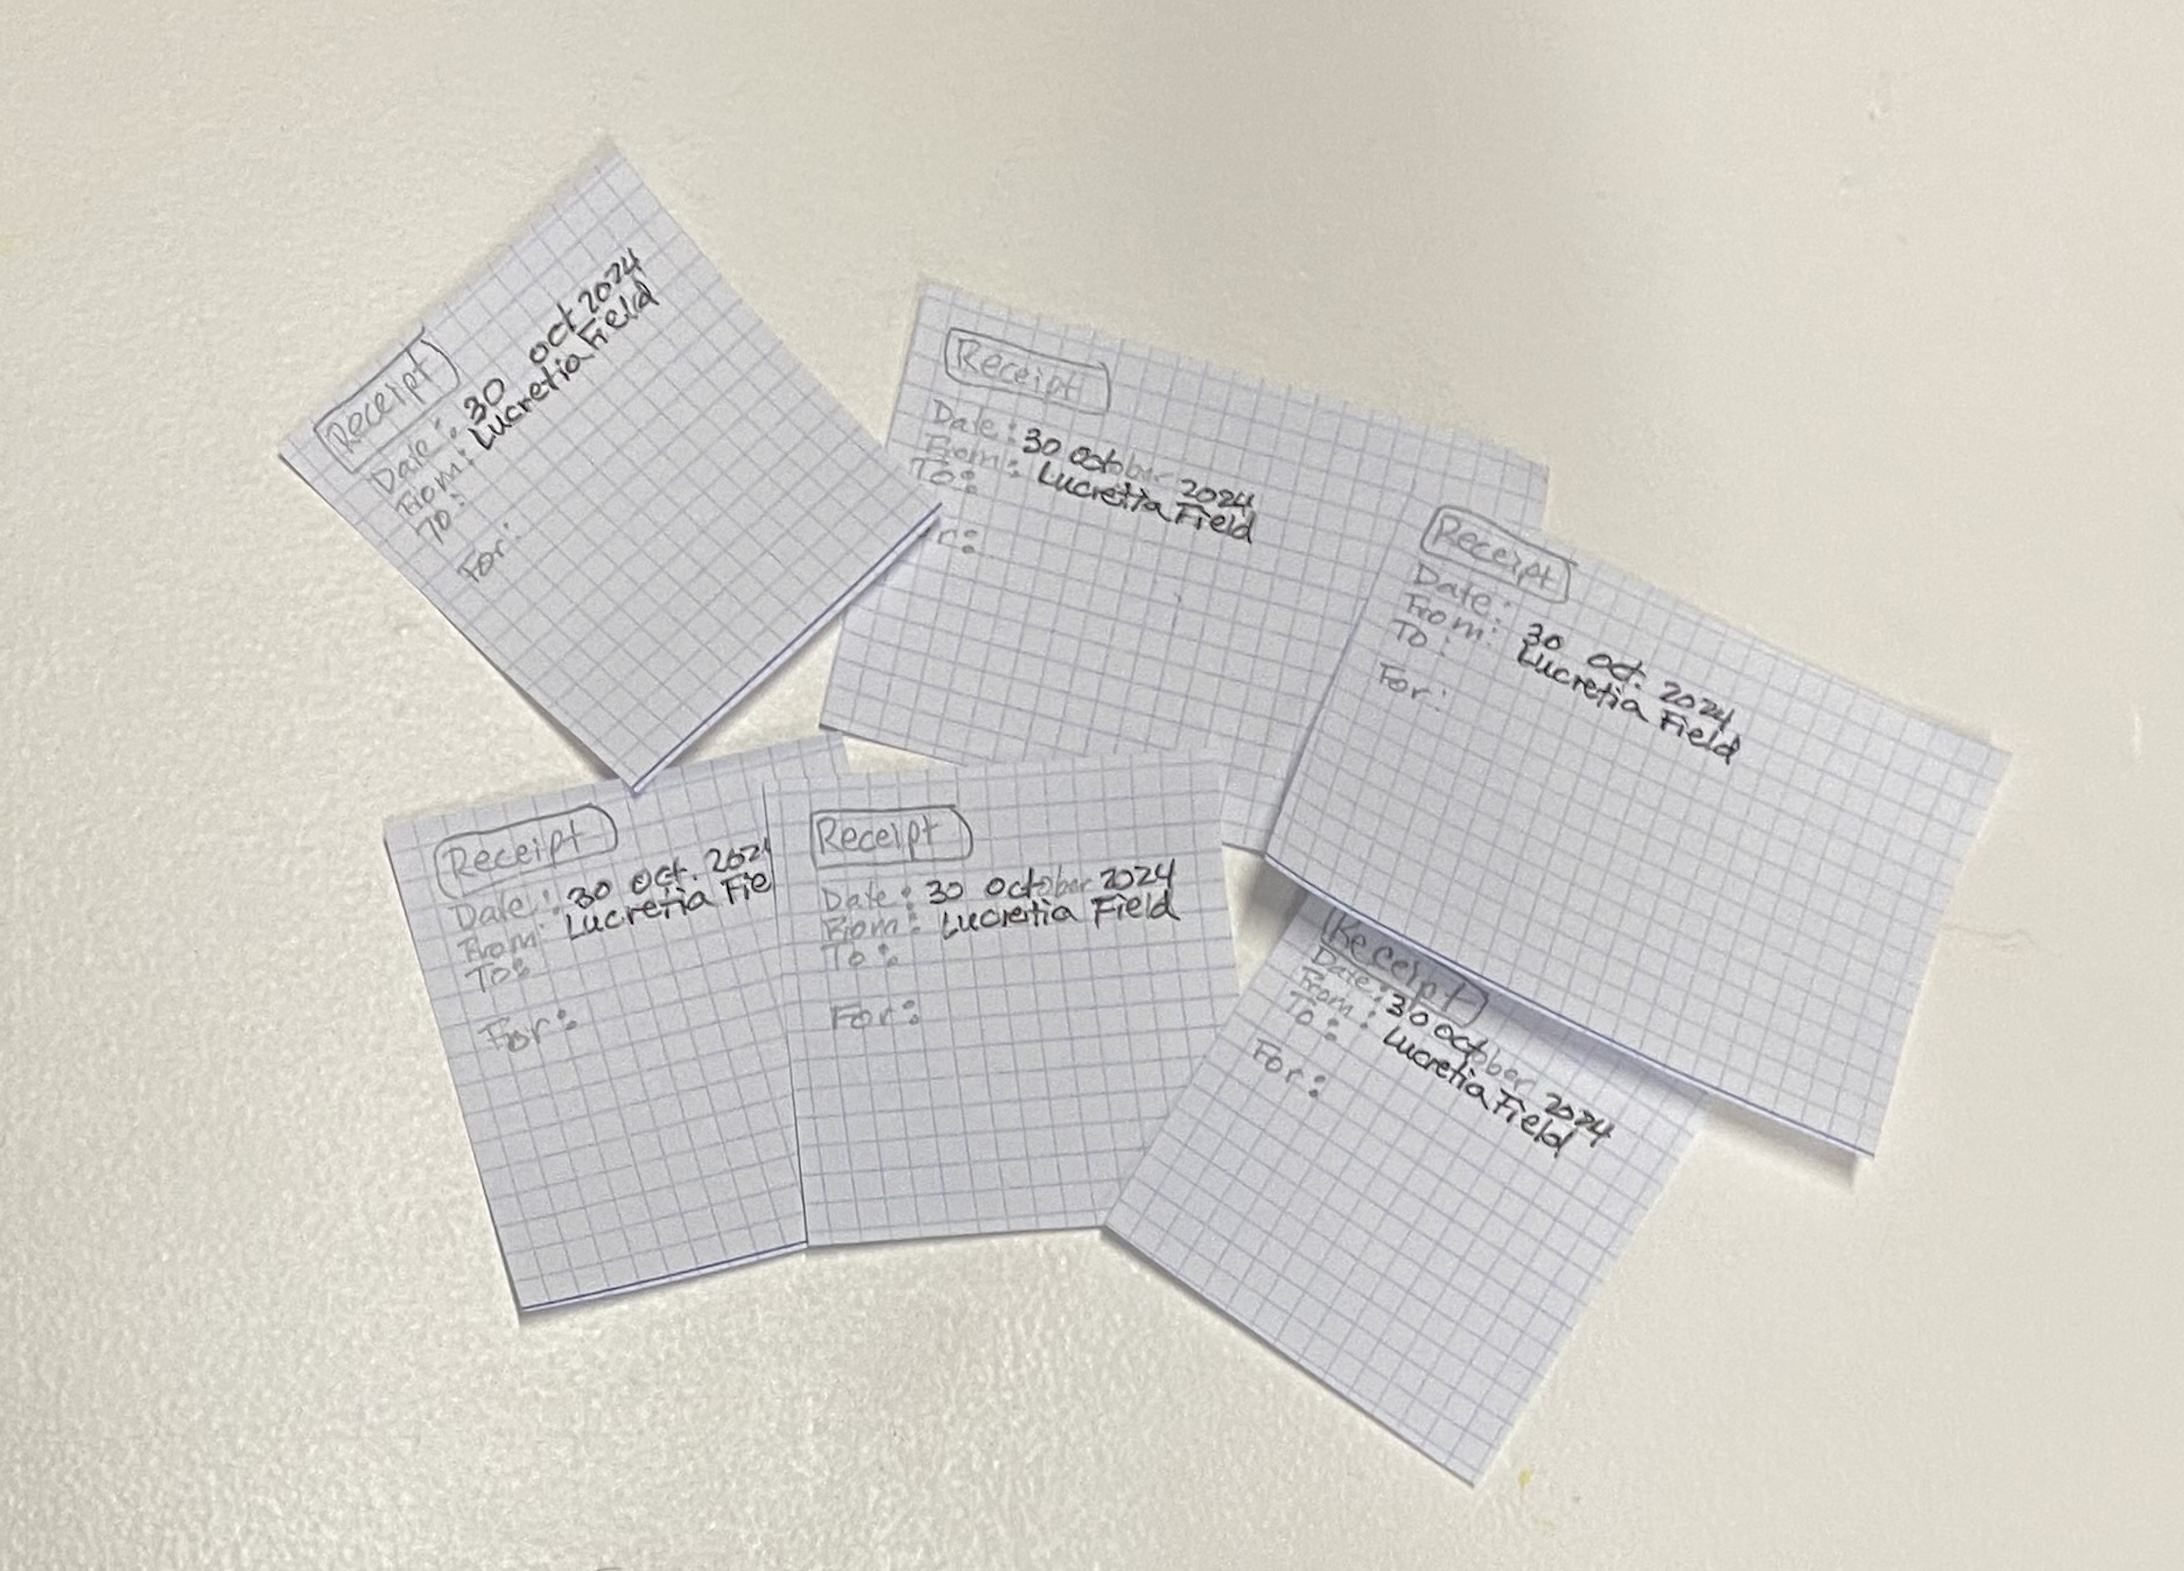 Receipt
Date: 30 oct 2024
From: Lucretia Field
To:
For:
Receipt
Date: 30 october 2024
From: Lucretia Field
To:
r:
Receipt
Date: 30 oct. 2024
From: Lucretia Field
To:
For:
Receipt
Date: 30 oct. 2024
From: Lucretia Fie
To:
For:
Receipt
Date: 30 october 2024
From: Lucretia Field
To:
For:
Receipt
Date: 30 october 2024
From: Lucretia Field
To:
For: